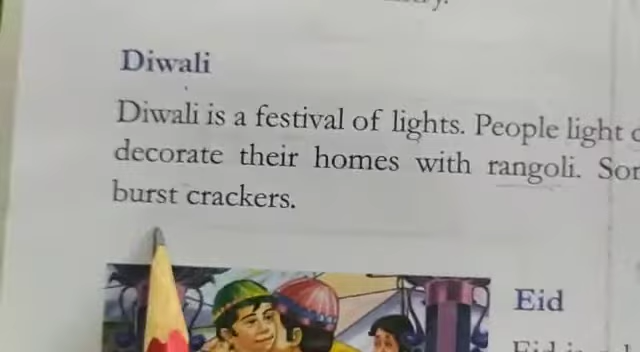 Diwali
Diwali is a festival of lights. People light
decorate their homes with rangoli.
burst crackers.
Eid